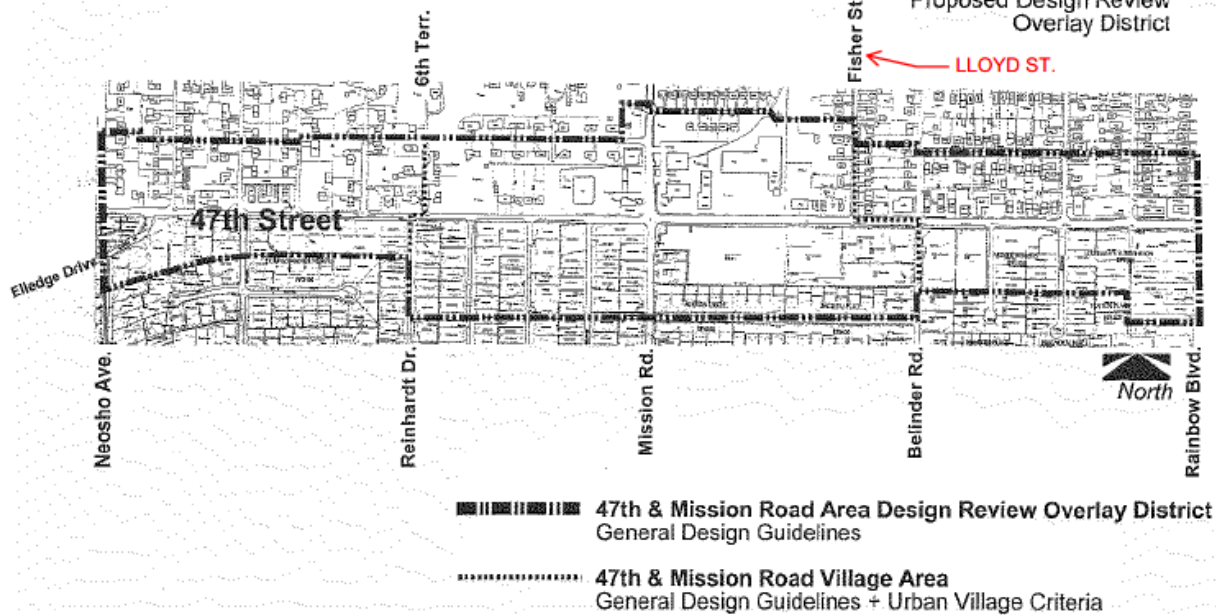 Proposed Design Review
Overlay District
6th Terr.
Fisher St
LLOYD ST.
47th Street
Elledge Drive
Neosho Ave.
Reinhardt Dr.
Mission Rd.
Belinder Rd.
Rainbow Blvd.
North
47th & Mission Road Area Design Review Overlay District
General Design Guidelines
47th & Mission Road Village Area
General Design Guidelines + Urban Village Criteria